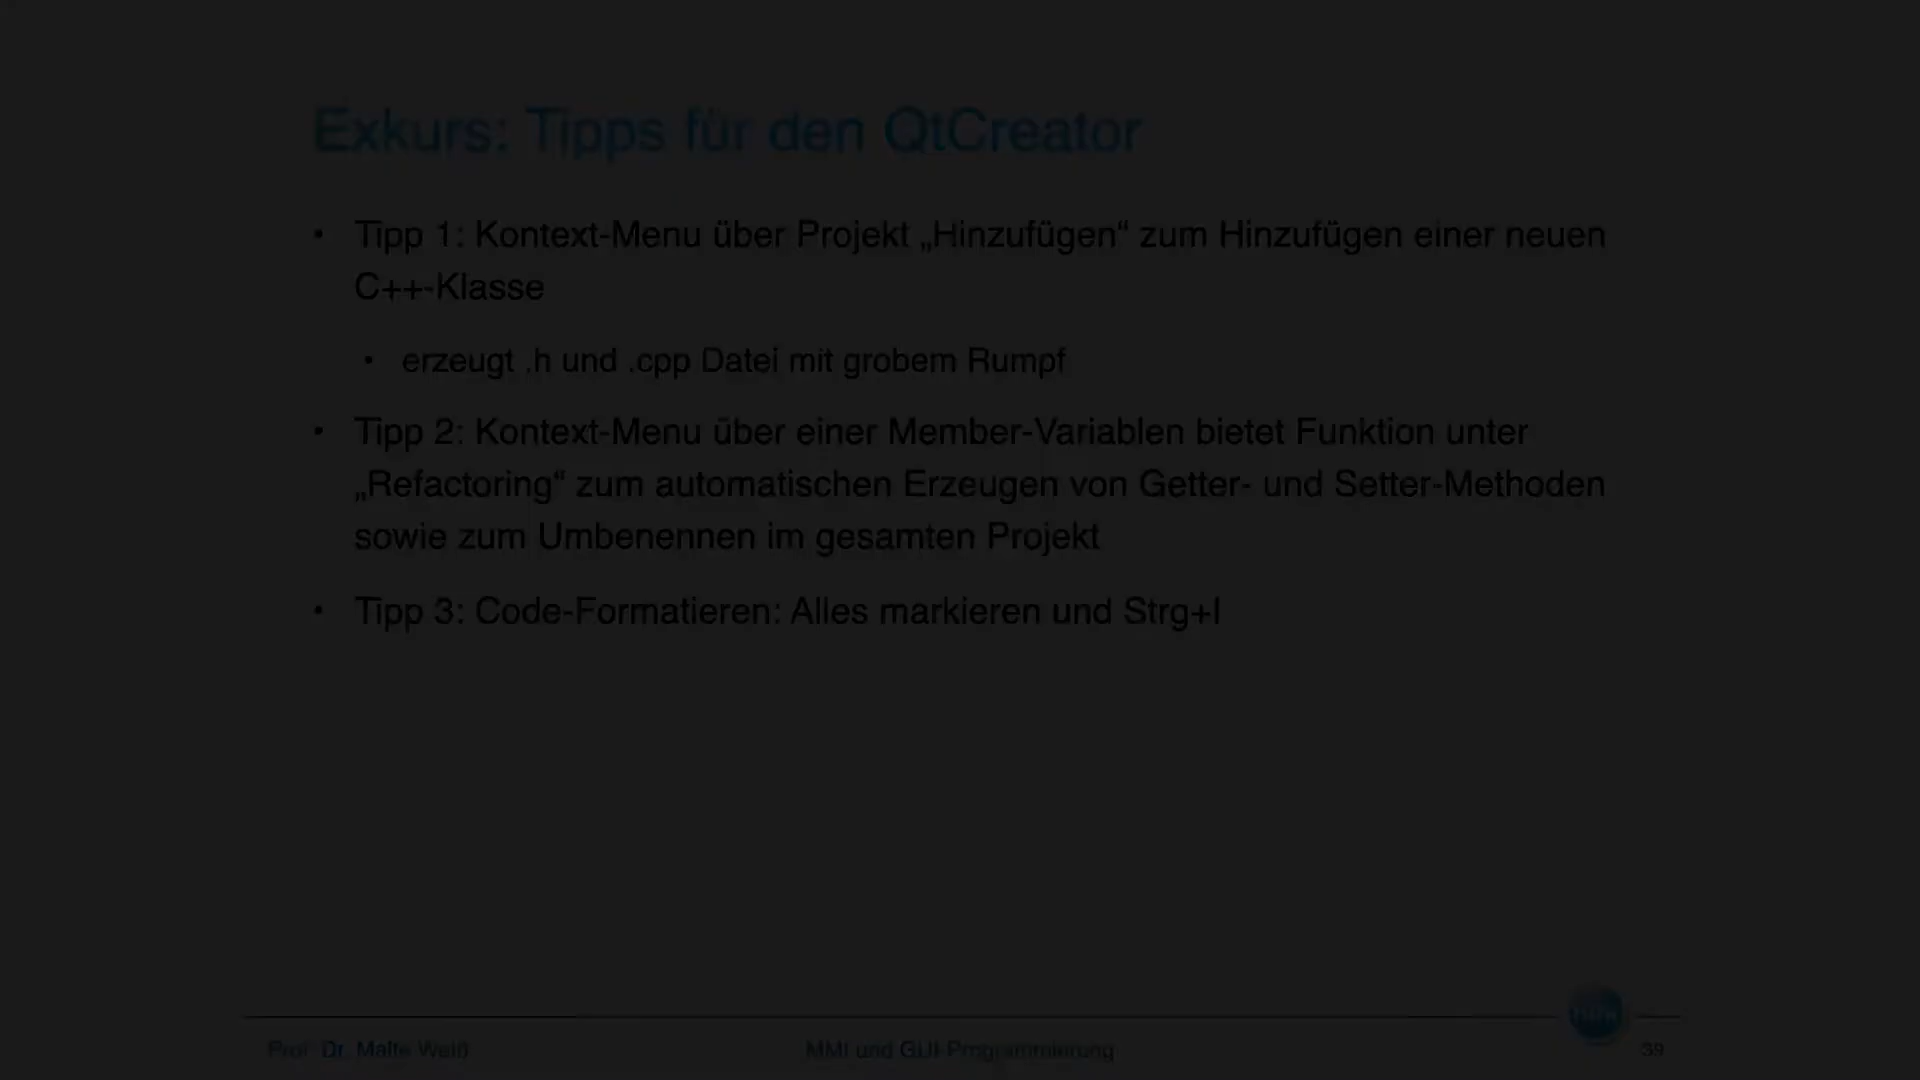 Exkurs: Tipps für den QtCreator
• Tipp 1: Kontext-Menu über Projekt „Hinzufügen“ zum Hinzufügen einer neuen
C++-Klasse
• erzeugt .h und .cpp Datei mit grobem Rumpf
• Tipp 2: Kontext-Menu über einer Member-Variablen bietet Funktion unter
„Refactoring“ zum automatischen Erzeugen von Getter- und Setter-Methoden
sowie zum Umbenennen im gesamten Projekt
• Tipp 3: Code-Formatieren: Alles markieren und Strg+I
Prof. Dr. Malte Weiß
MMI und GUI-Programmierung
39